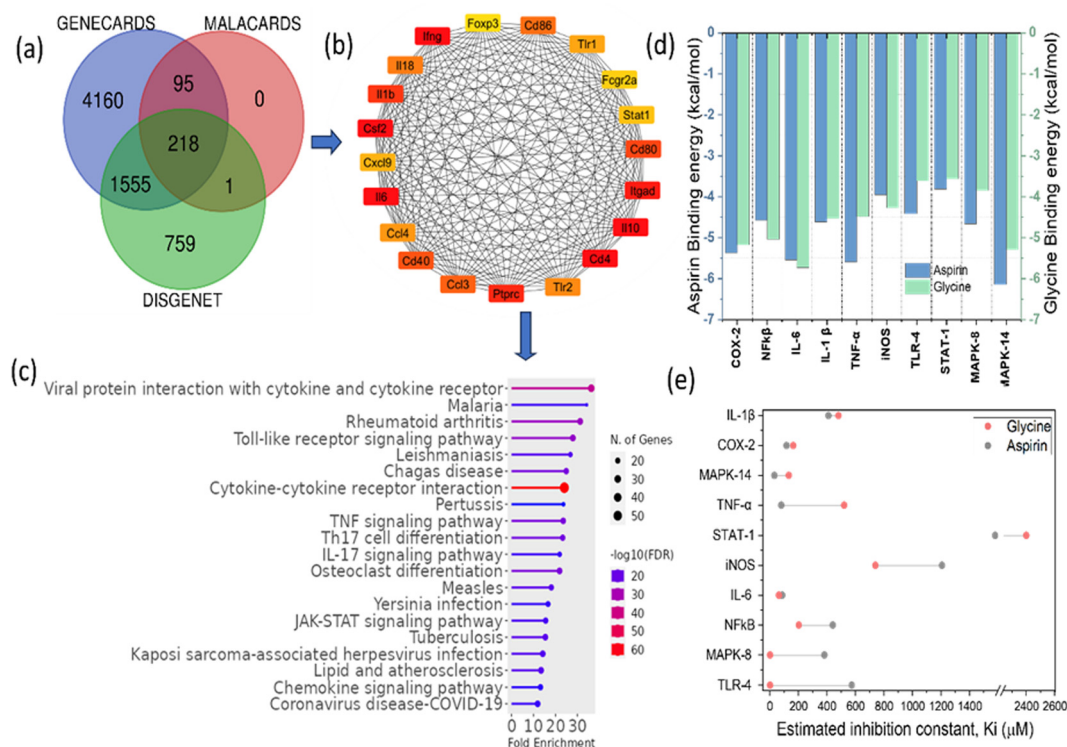 (a)
GENECARDS
MALACARDS
4160
95
0
218
1555
1
759
DISGENET
(b)
Foxp3
Cd86
Ifng
Tlr1
Il18
Fcgr2a
Il1b
Stat1
Csf2
Cd80
Cxcl9
Itgad
Il6
Il10
Ccl4
Cd4
Cd40
Tlr2
Ccl3
Ptprc
(c)
Viral protein interaction with cytokine and cytokine receptor
Malaria
Rheumatoid arthritis
Toll-like receptor signaling pathway
Leishmaniasis
Chagas disease
Cytokine-cytokine receptor interaction
Pertussis
TNF signaling pathway
Th17 cell differentiation
IL-17 signaling pathway
Osteoclast differentiation
Measles
Yersinia infection
JAK-STAT signaling pathway
Tuberculosis
Kaposi sarcoma-associated herpesvirus infection
Lipid and atherosclerosis
Chemokine signaling pathway
Coronavirus disease-COVID-19
0 10 20 30
Fold Enrichment
N. of Genes
20
30
40
50
-log10(FDR)
20
30
40
50
60
(d)
Aspirin Binding energy (kcal/mol)
0
-1
-2
-3
-4
-5
-6
-7
Glycine Binding energy (kcal/mol)
0
-1
-2
-3
-4
-5
-6
-7
Aspirin
Glycine
COX-2
NFkβ
IL-6
IL-1 β
TNF-α
iNOS
TLR-4
STAT-1
MAPK-8
MAPK-14
(e)
Glycine
Aspirin
IL-1β
COX-2
MAPK-14
TNF-α
STAT-1
iNOS
IL-6
NFkB
MAPK-8
TLR-4
0 400 800 1200 1600 2400 2600
Estimated inhibition constant, Ki (μM)